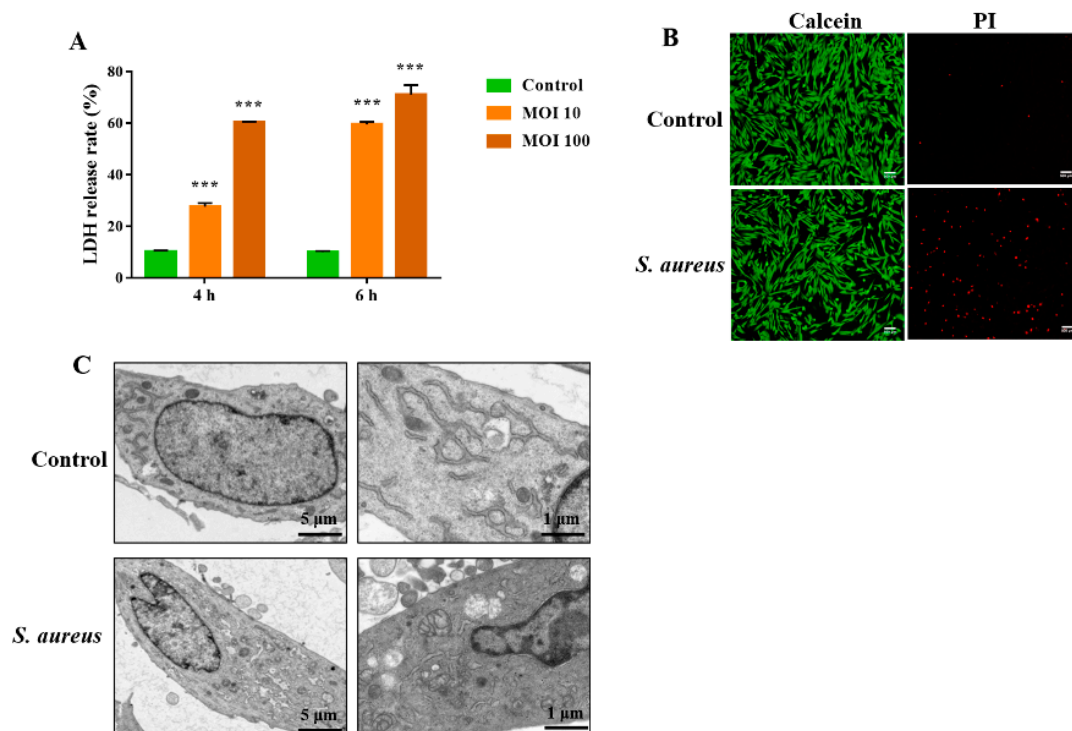 A
LDH release rate (%)
80
60
40
20
0
***
***
***
***
4 h
6 h
Control
MOI 10
MOI 100
B
Calcein
PI
Control
S. aureus
C
Control
5 µm
1 µm
S. aureus
5 µm
1 µm